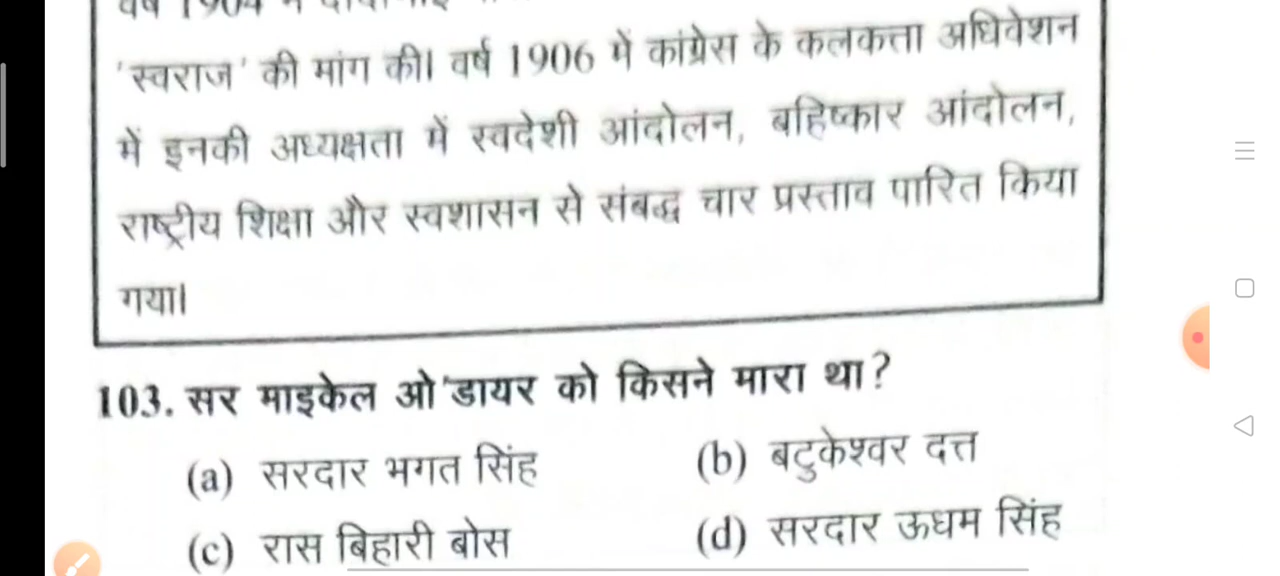 'स्वराज' की मांग की। वर्ष 1906 में कांग्रेस के कलकत्ता अधिवेशन
में इनकी अध्यक्षता में स्वदेशी आंदोलन, बहिष्कार आंदोलन,
राष्ट्रीय शिक्षा और स्वशासन से संबद्ध चार प्रस्ताव पारित किया
गया।
103. सर माइकेल ओ'डायर को किसने मारा था?
(a) सरदार भगत सिंह (b) बटुकेश्वर दत्त
(c) रास बिहारी बोस (d) सरदार ऊधम सिंह